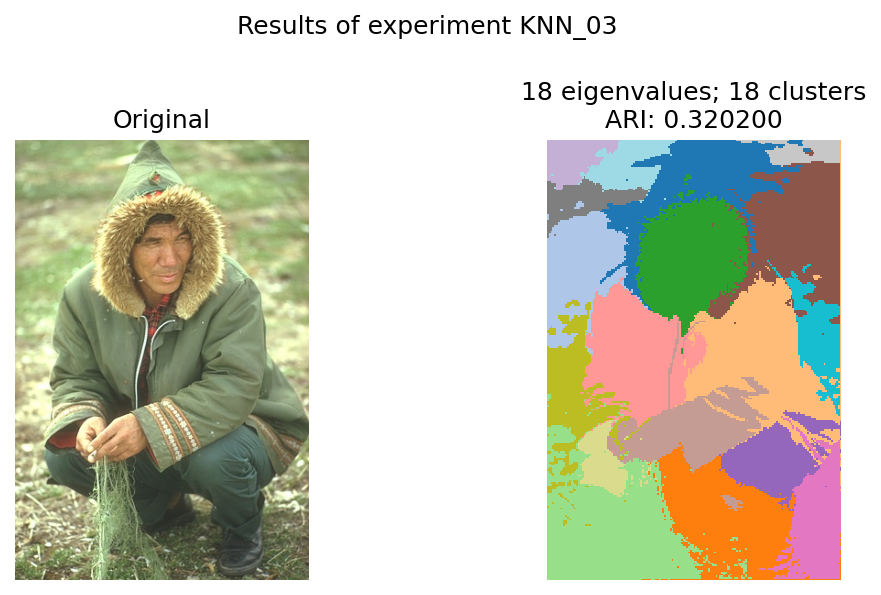 Results of experiment KNN_03
Original
18 eigenvalues; 18 clusters
ARI: 0.320200